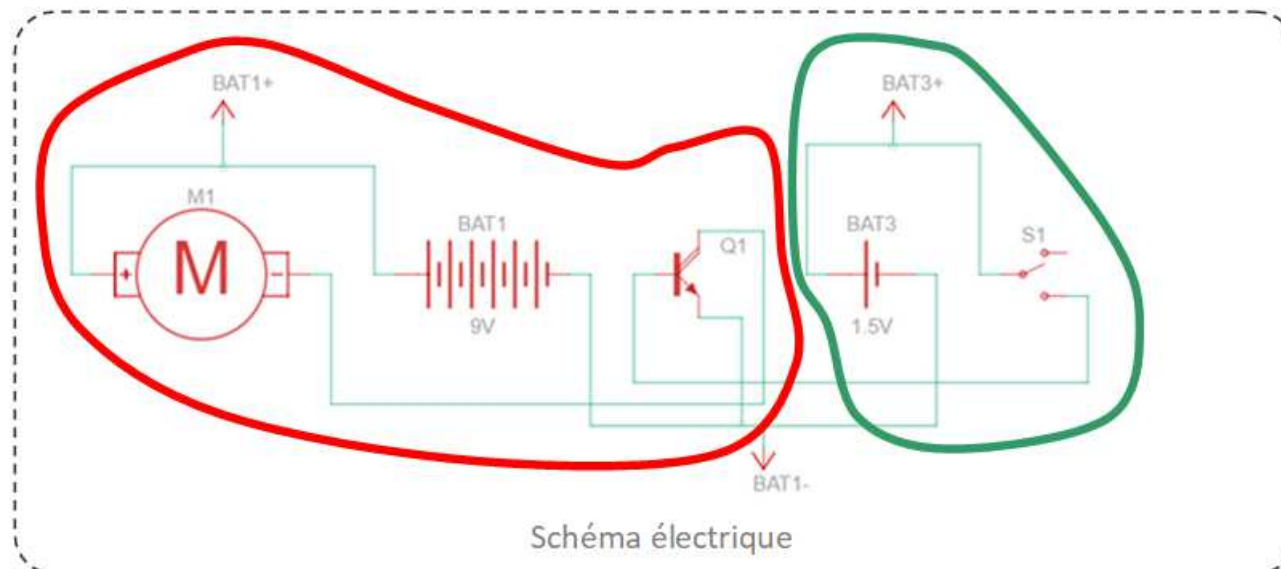 BAT1+
BAT3+
M1
M
+
-
BAT1
9V
Q1
BAT3
1.5V
S1
BAT1-
Schéma électrique